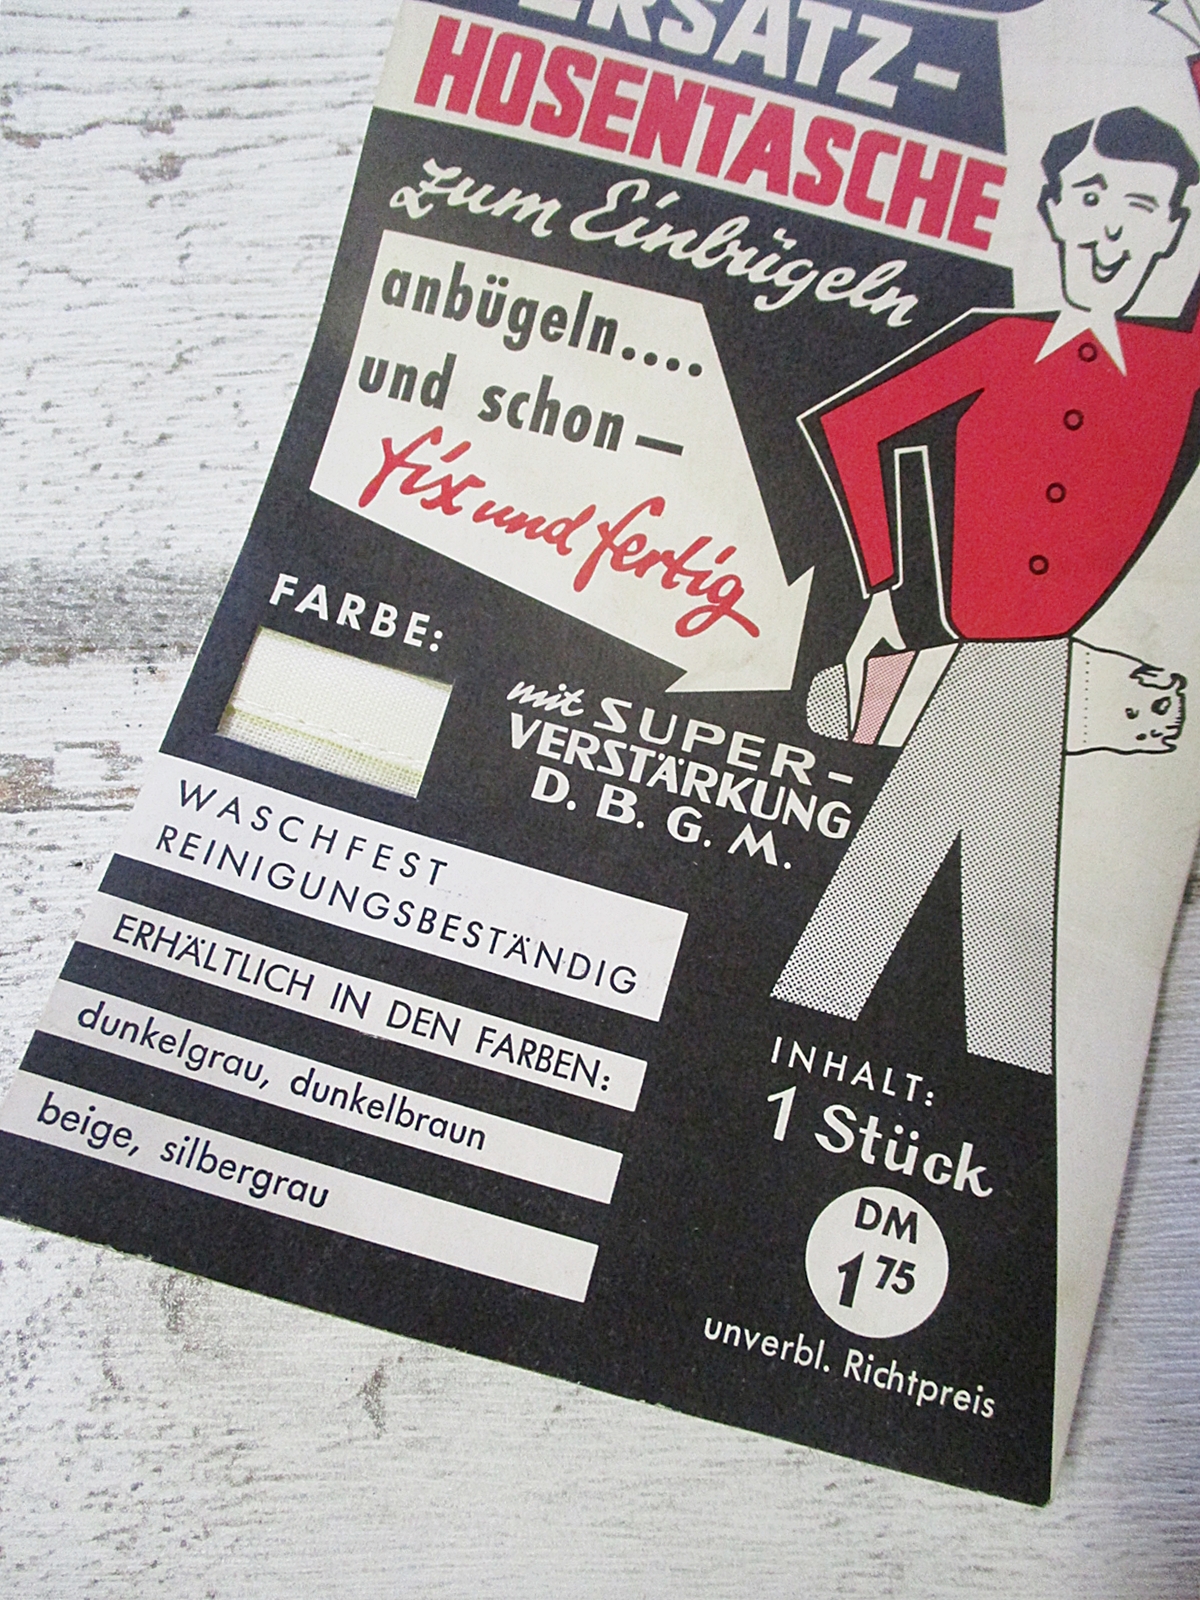 ERSATZ-
HOSENTASCHE
zum Einbügeln
anbügeln....
und schon—
fix und fertig
FARBE:
mit SUPER-
VERSTÄRKUNG
D. B. G. M.
WASCHFEST
REINIGUNGSBESTÄNDIG
ERHÄLTLICH IN DEN FARBEN:
dunkelgrau, dunkelbraun
beige, silbergrau
INHALT:
1 Stück
DM
1 75
unverbl. Richtpreis